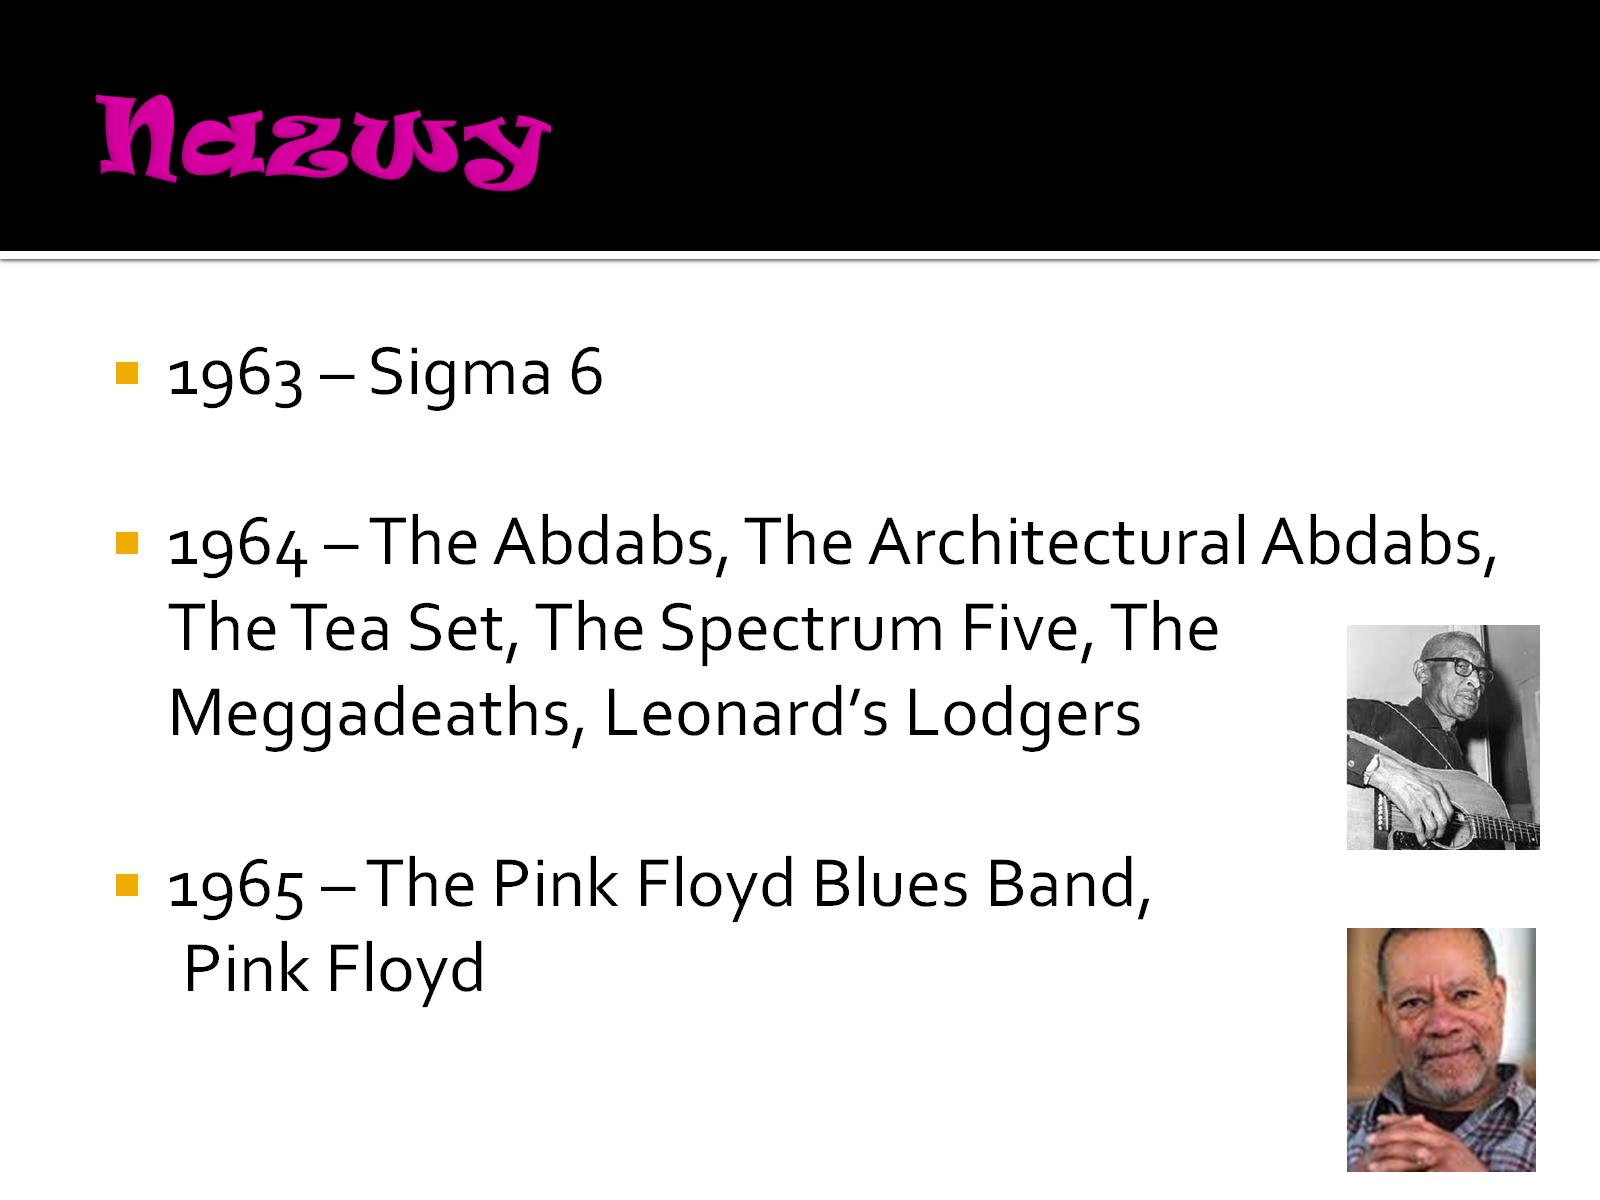 Nazwy
1963 – Sigma 6
1964 – The Abdabs, The Architectural Abdabs,
The Tea Set, The Spectrum Five, The
Meggadeaths, Leonard’s Lodgers
1965 – The Pink Floyd Blues Band,
Pink Floyd